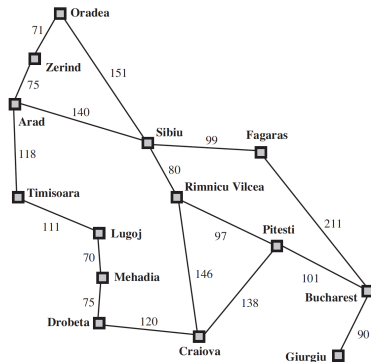 Oradea
71
Zerind
75
151
Arad
140
Sibiu
99
Fagaras
118
80
Timisoara
Rimnicu Vilcea
111
Lugoj
97
Pitesti
211
70
Mehadia
146
101
Bucharest
75
138
Drobeta
120
90
Craiova
Giurgiu